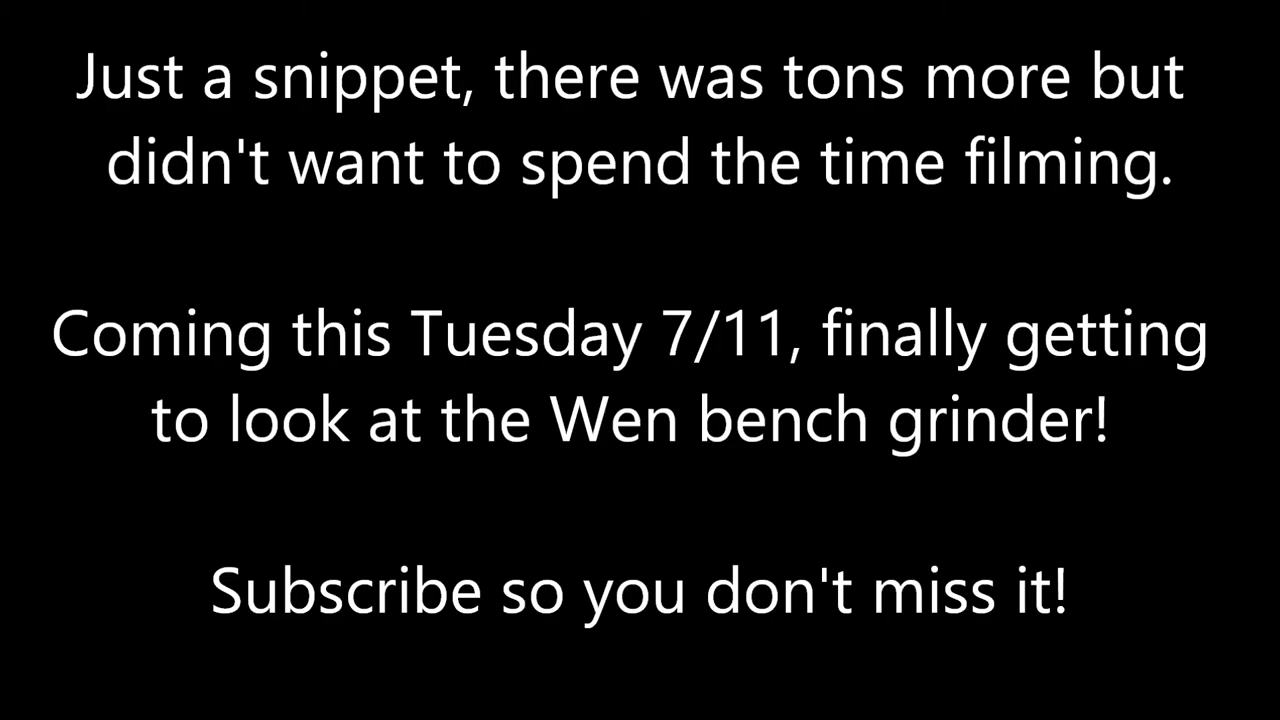 Just a snippet, there was tons more but
didn't want to spend the time filming.
Coming this Tuesday 7/11, finally getting
to look at the Wen bench grinder!
Subscribe so you don't miss it!